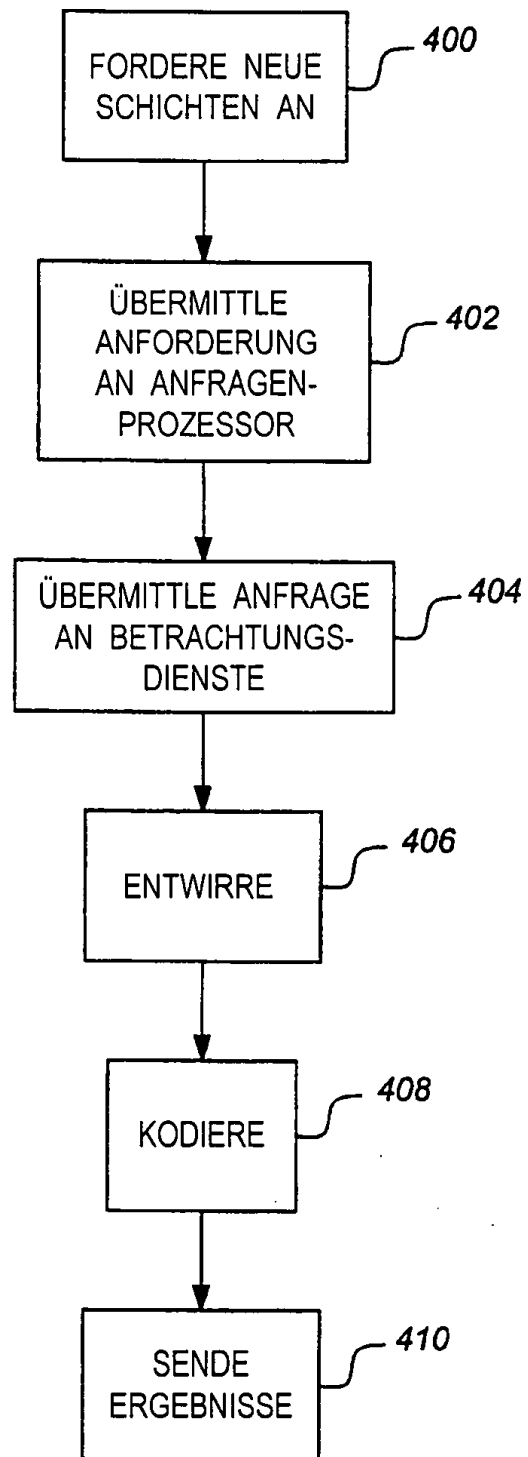 FORDERE NEUE
SCHICHTEN AN
400
ÜBERMITTLE
ANFORDERUNG
AN ANFRAGEN-
PROZESSOR
402
ÜBERMITTLE ANFRAGE
AN BETRACHTUNGS-
DIENSTE
404
ENTWIRRE
406
KODIERE
408
SENDE
ERGEBNISSE
410